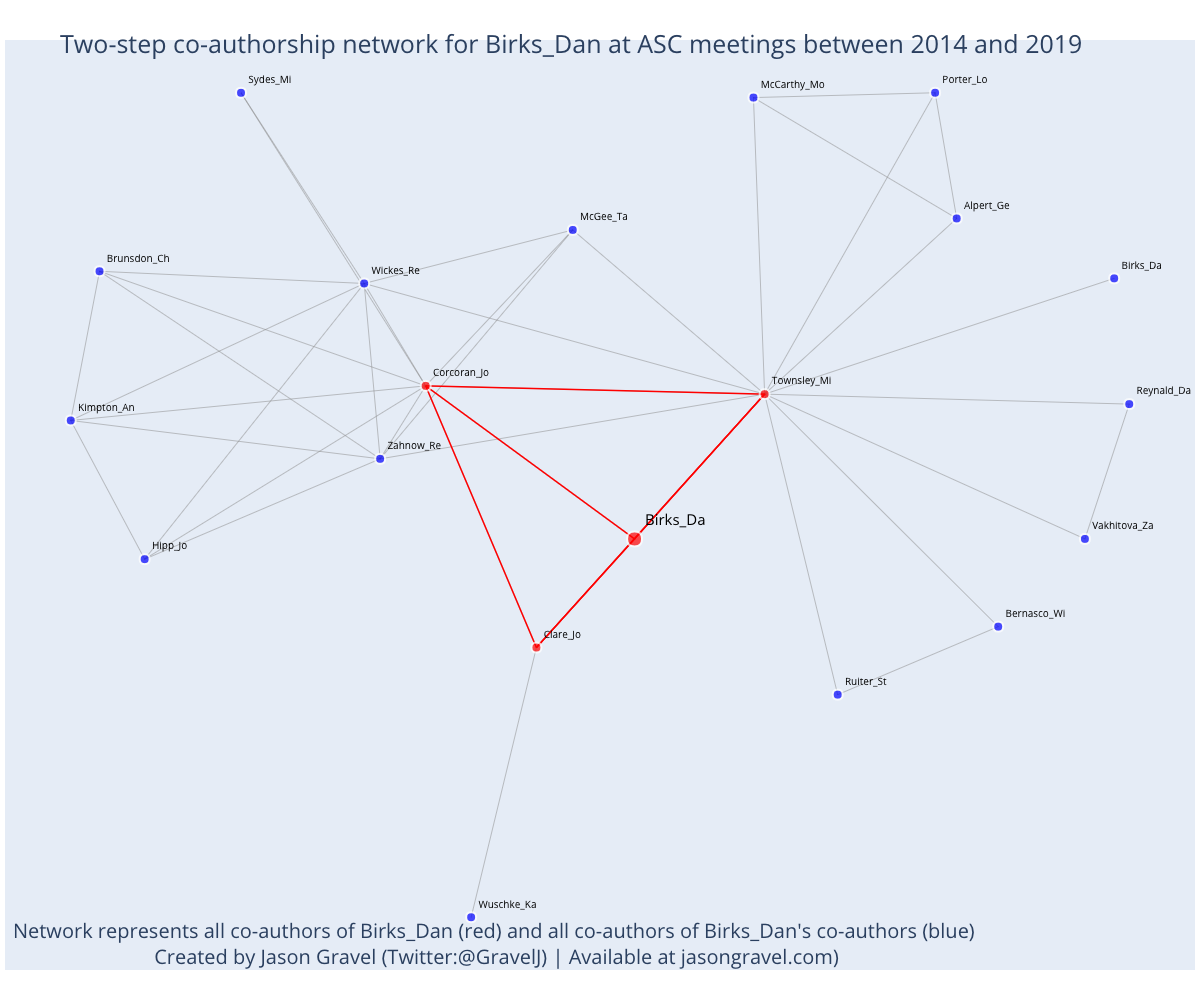 Two-step co-authorship network for Birks_Dan at ASC meetings between 2014 and 2019
Sydes_Mi
McCarthy_Mo
Porter_Lo
Alpert_Ge
McGee_Ta
Brunsdon_Ch
Wickes_Re
Birks_Da
Corcoran_Jo
Townsley_Mi
Reynald_Da
Kimpton_An
Zahnow_Re
Birks_Da
Vakhitova_Za
Hipp_Jo
Bernasco_Wi
Clare_Jo
Ruiter_St
Wuschke_Ka
Network represents all co-authors of Birks_Dan (red) and all co-authors of Birks_Dan's co-authors (blue)
Created by Jason Gravel (Twitter:@GravelJ) | Available at jasongravel.com)